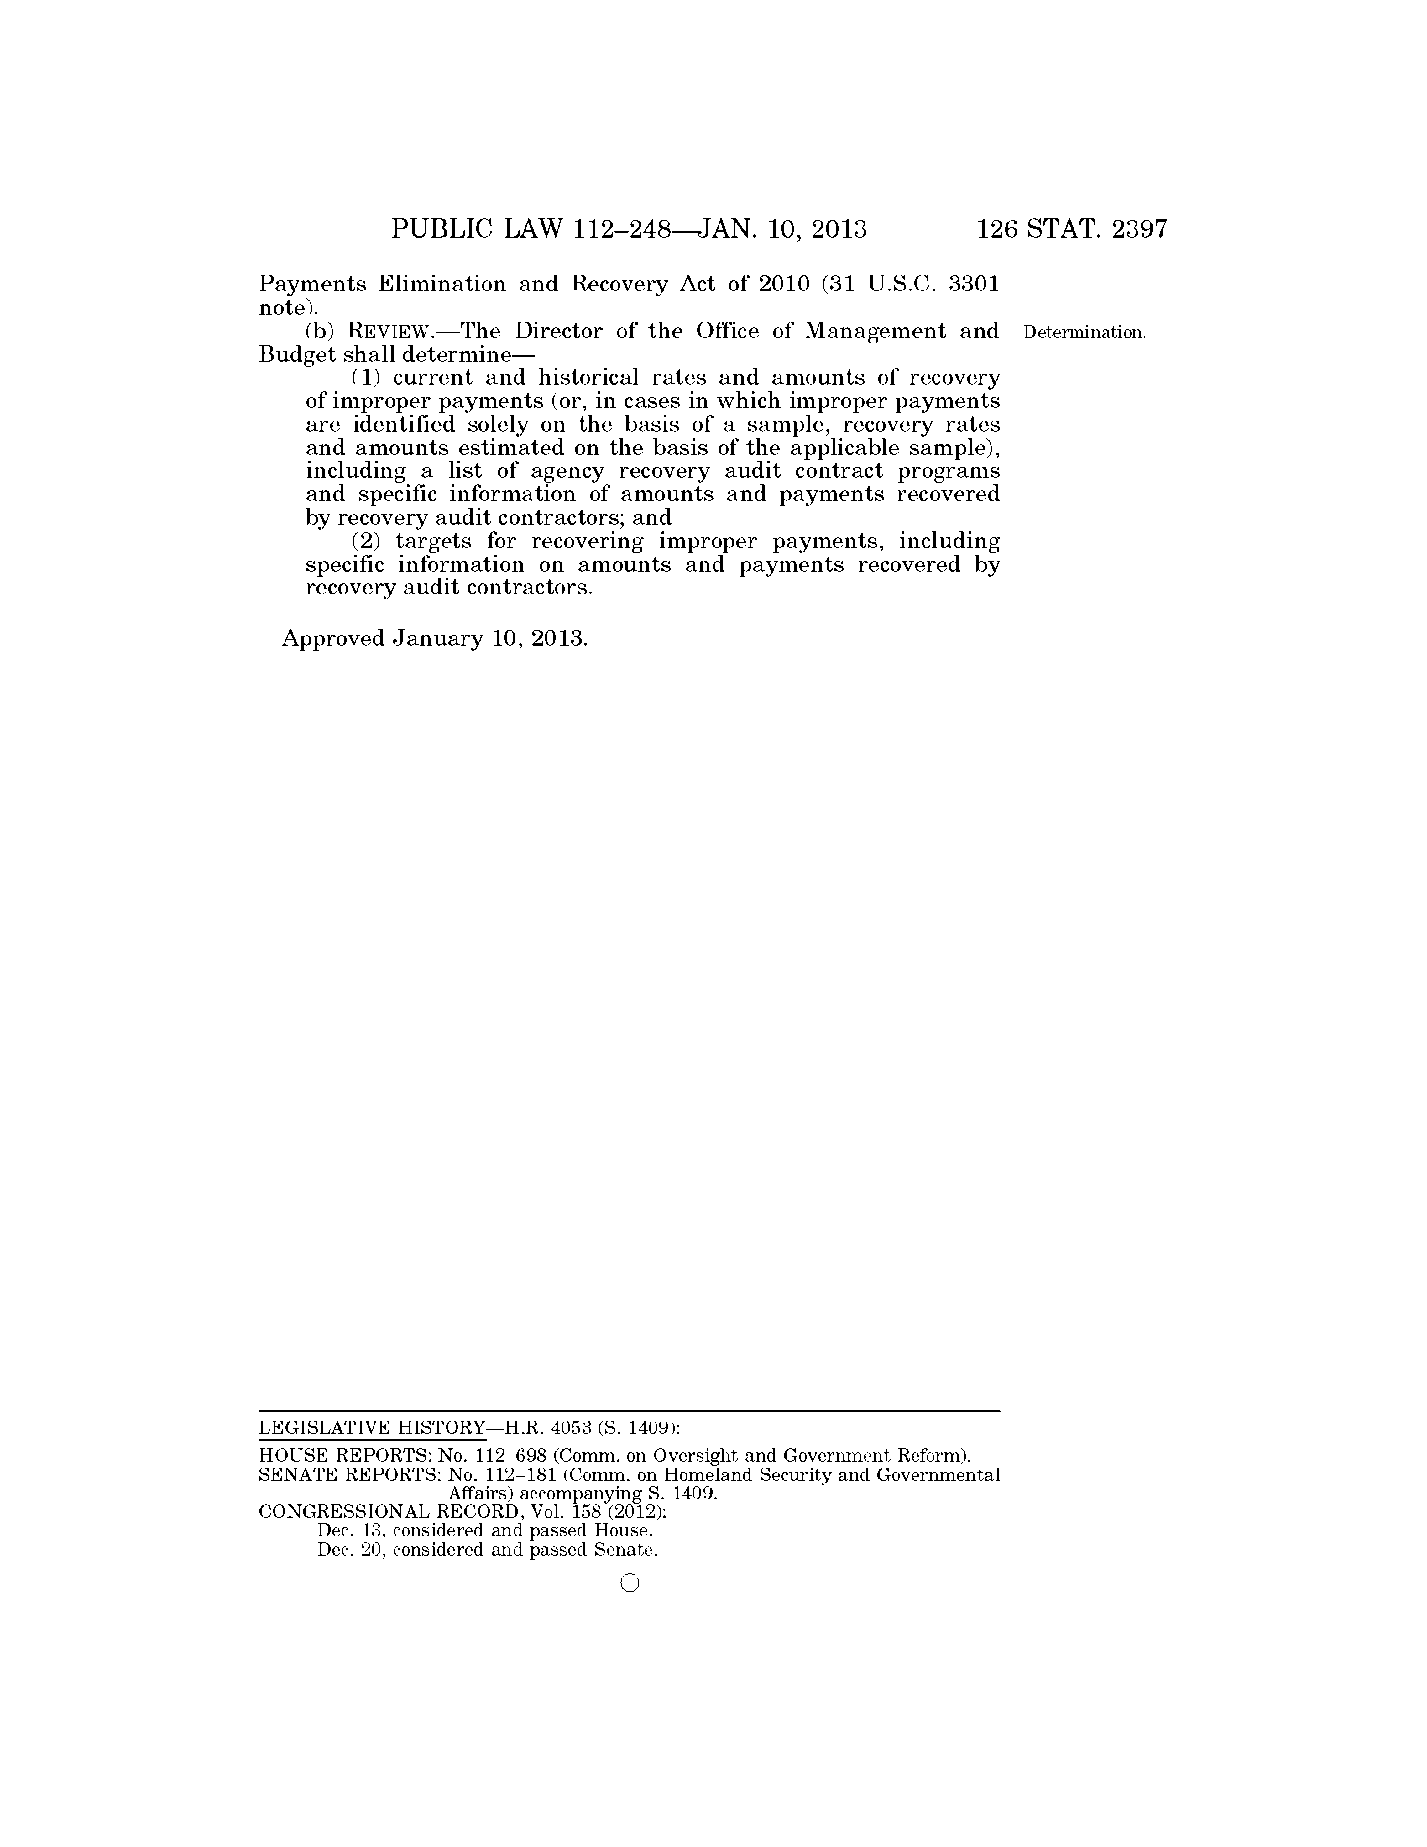 PUBLIC LAW 112–248—JAN. 10, 2013 126 STAT. 2397
Payments Elimination and Recovery Act of 2010 (31 U.S.C. 3301
note).
(b) REVIEW.—The Director of the Office of Management and
Determination.
Budget shall determine—
(1) current and historical rates and amounts of recovery
of improper payments (or, in cases in which improper payments
are identified solely on the basis of a sample, recovery rates
and amounts estimated on the basis of the applicable sample),
including a list of agency recovery audit contract programs
and specific information of amounts and payments recovered
by recovery audit contractors; and
(2) targets for recovering improper payments, including
specific information on amounts and payments recovered by
recovery audit contractors.
Approved January 10, 2013.
LEGISLATIVE HISTORY—H.R. 4053 (S. 1409):
HOUSE REPORTS: No. 112–698 (Comm. on Oversight and Government Reform).
SENATE REPORTS: No. 112–181 (Comm. on Homeland Security and Governmental
Affairs) accompanying S. 1409.
CONGRESSIONAL RECORD, Vol. 158 (2012):
Dec. 13, considered and passed House.
Dec. 20, considered and passed Senate.